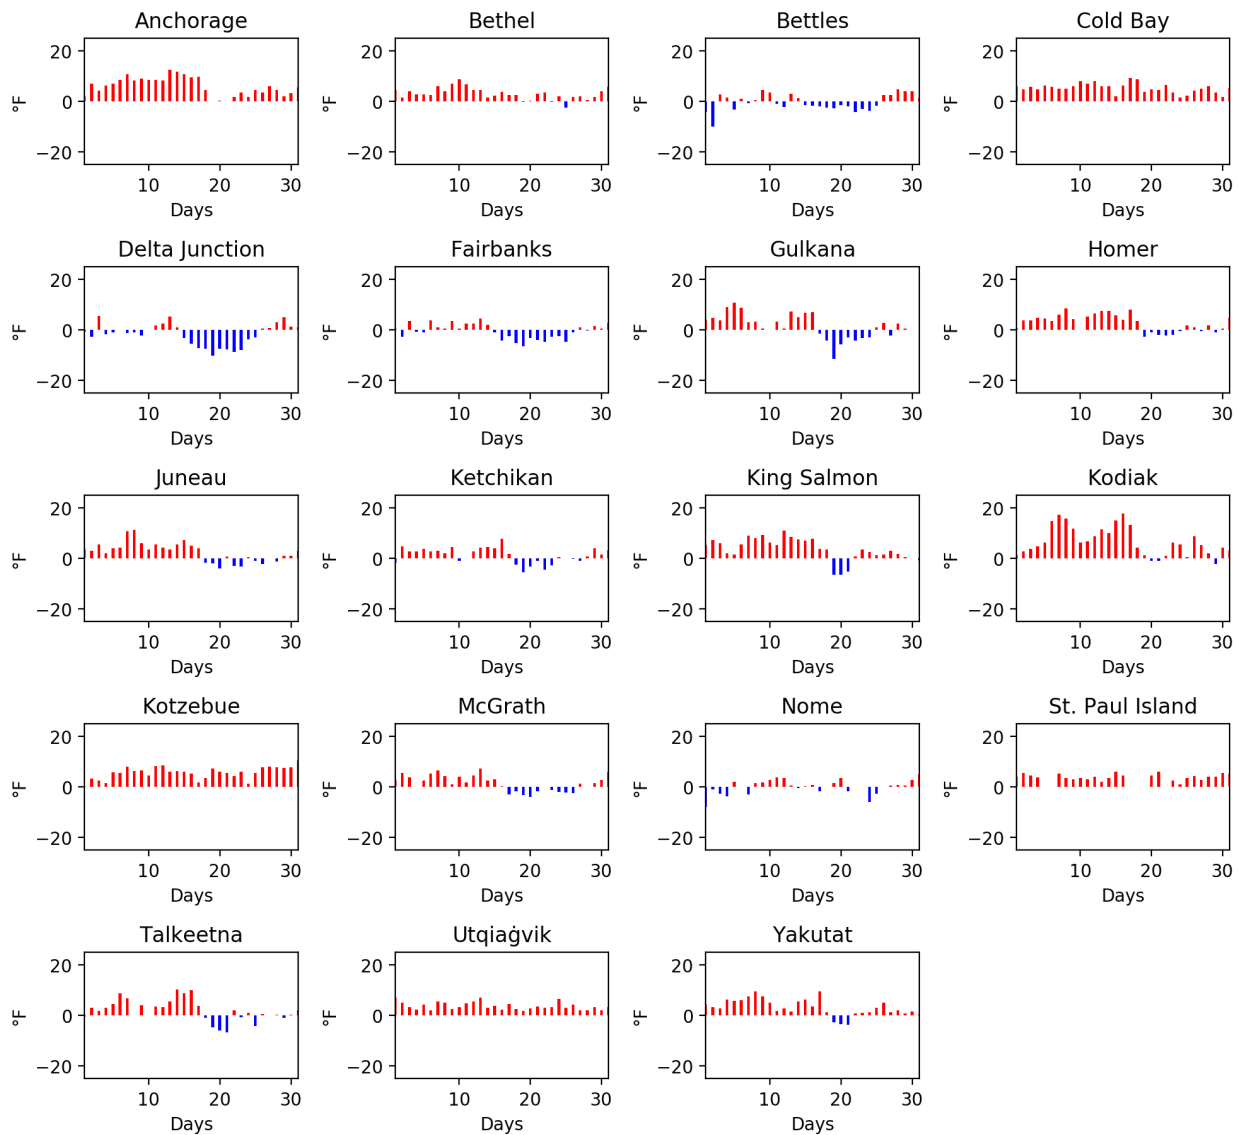 Anchorage Bethel Bettles Cold Bay
20 20 20 20
°F 0 °F 0 °F 0 °F 0
−20 −20 −20 −20
10 20 30 10 20 30 10 20 30 10 20 30
Days Days Days Days
Delta Junction Fairbanks Gulkana Homer
20 20 20 20
°F 0 °F 0 °F 0 °F 0
−20 −20 −20 −20
10 20 30 10 20 30 10 20 30 10 20 30
Days Days Days Days
Juneau Ketchikan King Salmon Kodiak
20 20 20 20
°F 0 °F 0 °F 0 °F 0
−20 −20 −20 −20
10 20 30 10 20 30 10 20 30 10 20 30
Days Days Days Days
Kotzebue McGrath Nome St. Paul Island
20 20 20 20
°F 0 °F 0 °F 0 °F 0
−20 −20 −20 −20
10 20 30 10 20 30 10 20 30 10 20 30
Days Days Days Days
Talkeetna Utqiaġvik Yakutat
20 20 20
°F 0 °F 0 °F 0
−20 −20 −20
10 20 30 10 20 30 10 20 30
Days Days Days